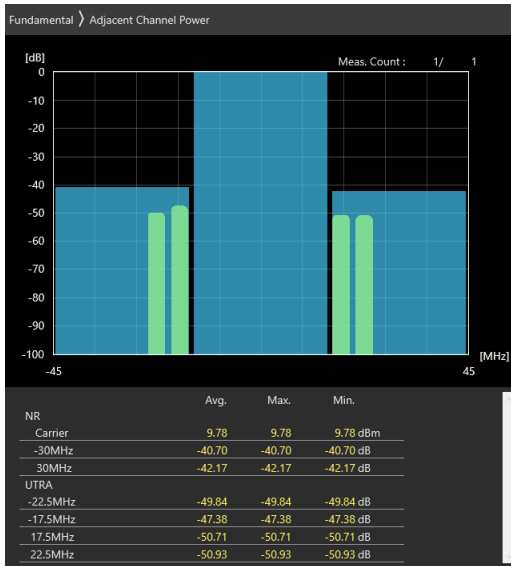 Fundamental 〉 Adjacent Channel Power
[dB]
Meas. Count : 1/ 1
0
-10
-20
-30
-40
-50
-60
-70
-80
-90
-100
[MHz]
-45 45
Avg. Max. Min.
NR
Carrier 9.78 9.78 9.78 dBm
-30MHz -40.70 -40.70 -40.70 dB
30MHz -42.17 -42.17 -42.17 dB
UTRA
-22.5MHz -49.84 -49.84 -49.84 dB
-17.5MHz -47.38 -47.38 -47.38 dB
17.5MHz -50.71 -50.71 -50.71 dB
22.5MHz -50.93 -50.93 -50.93 dB